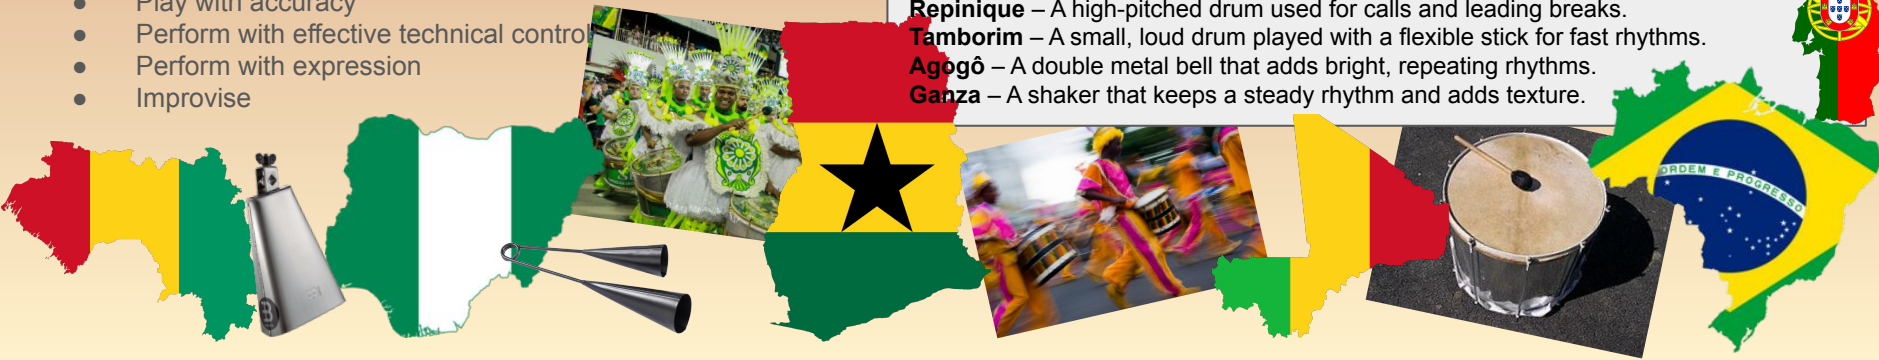 ● Play with accuracy
● Perform with effective technical control
● Perform with expression
● Improvise
Repinique – A high-pitched drum used for calls and leading breaks.
Tamborim – A small, loud drum played with a flexible stick for fast rhythms.
Agogô – A double metal bell that adds bright, repeating rhythms.
Ganza – A shaker that keeps a steady rhythm and adds texture.
ORDEM E PROGRESSO